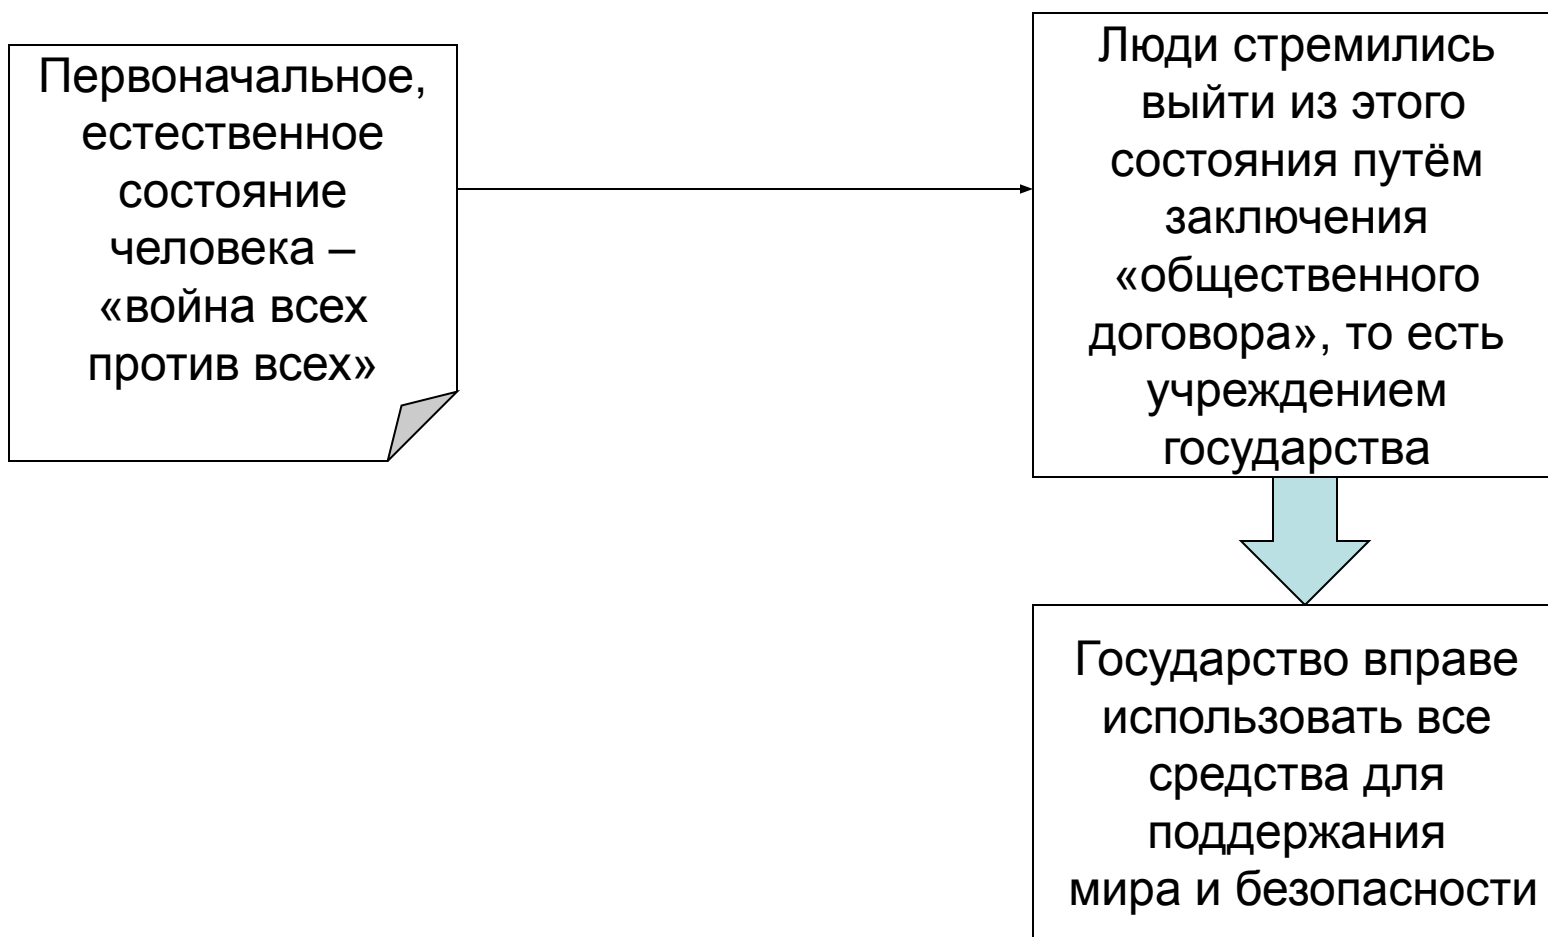 Первоначальное,
естественное
состояние
человека –
«война всех
против всех»
Люди стремились
выйти из этого
состояния путём
заключения
«общественного
договора», то есть
учреждением
государства
Государство вправе
использовать все
средства для
поддержания
мира и безопасности